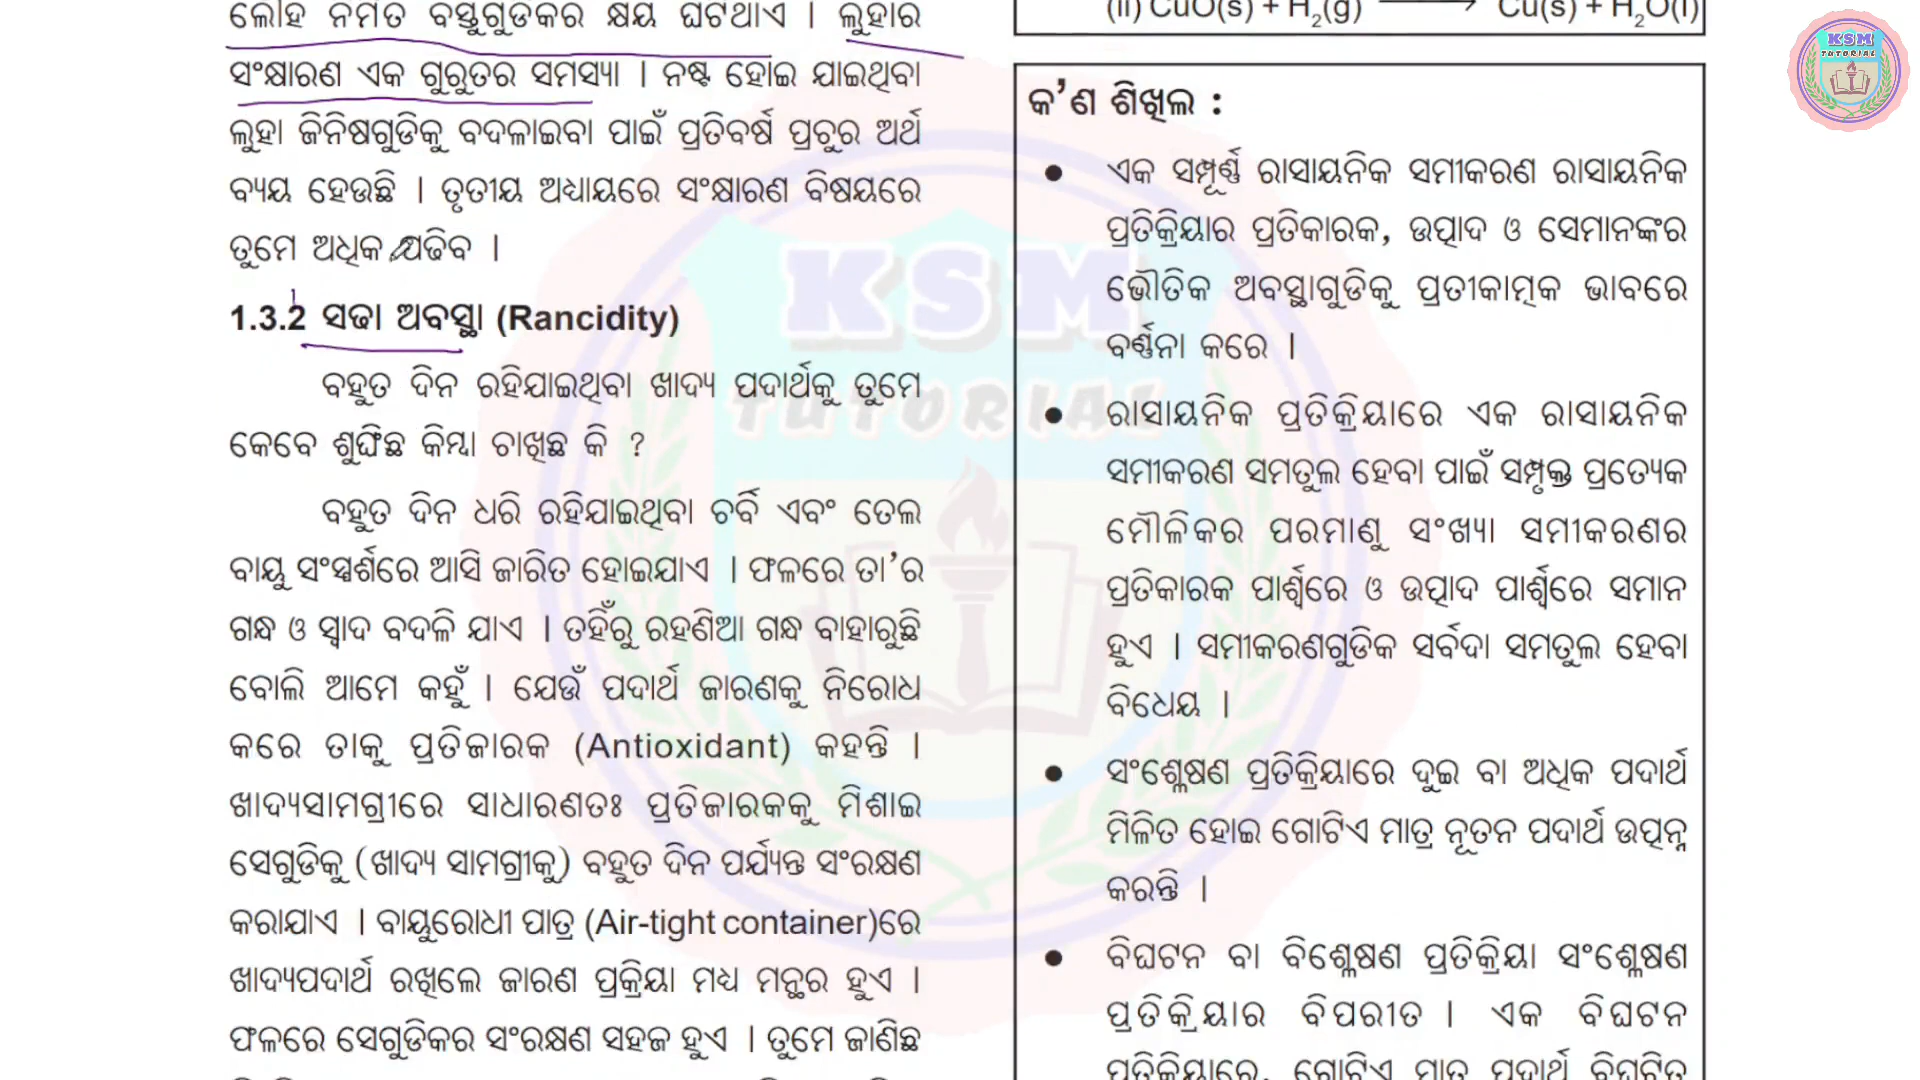 ଲୌହ ନିର୍ମିତ ବସ୍ତୁଗୁଡିକର କ୍ଷୟ ଘଟିଥାଏ । ଲୁହାର
ସଂକ୍ଷାରଣ ଏକ ଗୁରୁତର ସମସ୍ୟା । ନଷ୍ଟ ହୋଇ ଯାଇଥିବା
ଲୁହା ଜିନିଷଗୁଡିକୁ ବଦଳାଇବା ପାଇଁ ପ୍ରତିବର୍ଷ ପ୍ରଚୁର ଅର୍ଥ
ବ୍ୟୟ ହେଉଛି । ତୃତୀୟ ଅଧ୍ୟାୟରେ ସଂକ୍ଷାରଣ ବିଷୟରେ
ତୁମେ ଅଧିକ ପଢିବ ।
1.3.2 ସଢା ଅବସ୍ଥା (Rancidity)
ବହୁତ ଦିନ ରହିଯାଇଥିବା ଖାଦ୍ୟ ପଦାର୍ଥକୁ ତୁମେ
କେବେ ଶୁଙ୍ଘିଛ କିମ୍ବା ଚାଖିଛ କି ?
ବହୁତ ଦିନ ଧରି ରହିଯାଇଥିବା ଚର୍ବି ଏବଂ ତେଲ
ବାୟୁ ସଂସ୍ପର୍ଶରେ ଆସି ଜାରିତ ହୋଇଯାଏ । ଫଳରେ ତା’ର
ଗନ୍ଧ ଓ ସ୍ୱାଦ ବଦଳି ଯାଏ । ତହିଁରୁ ରହଣିଆ ଗନ୍ଧ ବାହାରୁଛି
ବୋଲି ଆମେ କହୁଁ । ଯେଉଁ ପଦାର୍ଥ ଜାରଣକୁ ନିରୋଧ
କରେ ତାକୁ ପ୍ରତିଜାରକ (Antioxidant) କହନ୍ତି ।
ଖାଦ୍ୟସାମଗ୍ରୀରେ ସାଧାରଣତଃ ପ୍ରତିଜାରକକୁ ମିଶାଇ
ସେଗୁଡିକୁ (ଖାଦ୍ୟ ସାମଗ୍ରୀକୁ) ବହୁତ ଦିନ ପର୍ଯ୍ୟନ୍ତ ସଂରକ୍ଷଣ
କରାଯାଏ । ବାୟୁରୋଧୀ ପାତ୍ର (Air-tight container)ରେ
ଖାଦ୍ୟପଦାର୍ଥ ରଖିଲେ ଜାରଣ ପ୍ରକ୍ରିୟା ମଧ୍ୟ ମନ୍ଥର ହୁଏ ।
ଫଳରେ ସେଗୁଡିକର ସଂରକ୍ଷଣ ସହଜ ହୁଏ । ତୁମେ ଜାଣିଛ
(ii) CuO(s) + H₂(g) ⟶ Cu(s) + H₂O(l)
କ’ଣ ଶିଖିଲ :
● ଏକ ସମ୍ପୂର୍ଣ୍ଣ ରାସାୟନିକ ସମୀକରଣ ରାସାୟନିକ
ପ୍ରତିକ୍ରିୟାର ପ୍ରତିକାରକ, ଉତ୍ପାଦ ଓ ସେମାନଙ୍କର
ଭୌତିକ ଅବସ୍ଥାଗୁଡିକୁ ପ୍ରତୀକାତ୍ମକ ଭାବରେ
ବର୍ଣ୍ଣନା କରେ ।
● ରାସାୟନିକ ପ୍ରତିକ୍ରିୟାରେ ଏକ ରାସାୟନିକ
ସମୀକରଣ ସମତୁଲ ହେବା ପାଇଁ ସମ୍ପୃକ୍ତ ପ୍ରତ୍ୟେକ
ମୌଳିକର ପରମାଣୁ ସଂଖ୍ୟା ସମୀକରଣର
ପ୍ରତିକାରକ ପାର୍ଶ୍ୱରେ ଓ ଉତ୍ପାଦ ପାର୍ଶ୍ୱରେ ସମାନ
ହୁଏ । ସମୀକରଣଗୁଡିକ ସର୍ବଦା ସମତୁଲ ହେବା
ବିଧେୟ ।
● ସଂଶ୍ଳେଷଣ ପ୍ରତିକ୍ରିୟାରେ ଦୁଇ ବା ଅଧିକ ପଦାର୍ଥ
ମିଳିତ ହୋଇ ଗୋଟିଏ ମାତ୍ର ନୂତନ ପଦାର୍ଥ ଉତ୍ପନ୍ନ
କରନ୍ତି ।
● ବିଘଟନ ବା ବିଶ୍ଳେଷଣ ପ୍ରତିକ୍ରିୟା ସଂଶ୍ଳେଷଣ
ପ୍ରତିକ୍ରିୟାର ବିପରୀତ । ଏକ ବିଘଟନ
ପ୍ରତିକ୍ରିୟାରେ, ଗୋଟିଏ ମାତ୍ର ପଦାର୍ଥ ବିଘଟିତ
KSM
TUTORIAL
KSM
TUTORIAL